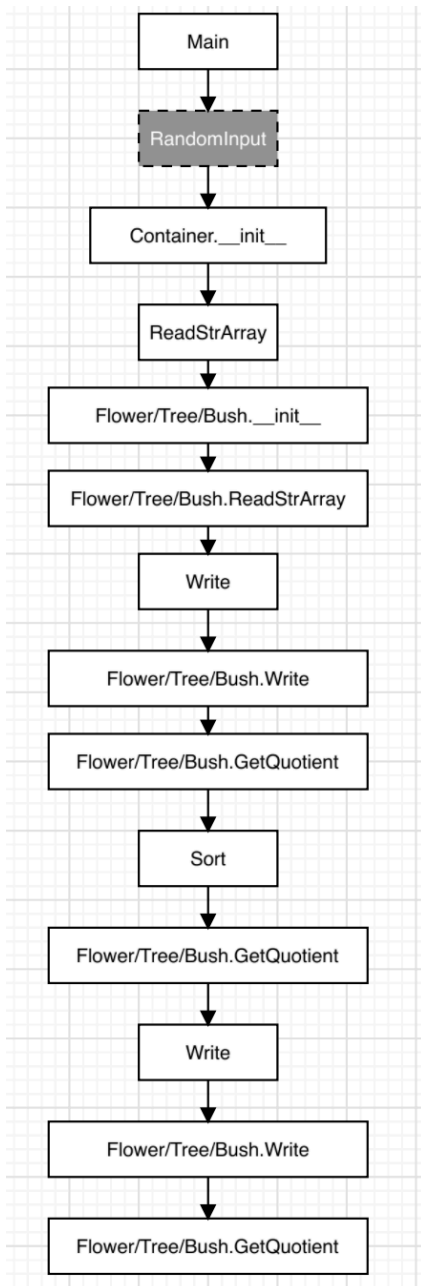 Main
RandomInput
Container.__init__
ReadStrArray
Flower/Tree/Bush.__init__
Flower/Tree/Bush.ReadStrArray
Write
Flower/Tree/Bush.Write
Flower/Tree/Bush.GetQuotient
Sort
Flower/Tree/Bush.GetQuotient
Write
Flower/Tree/Bush.Write
Flower/Tree/Bush.GetQuotient